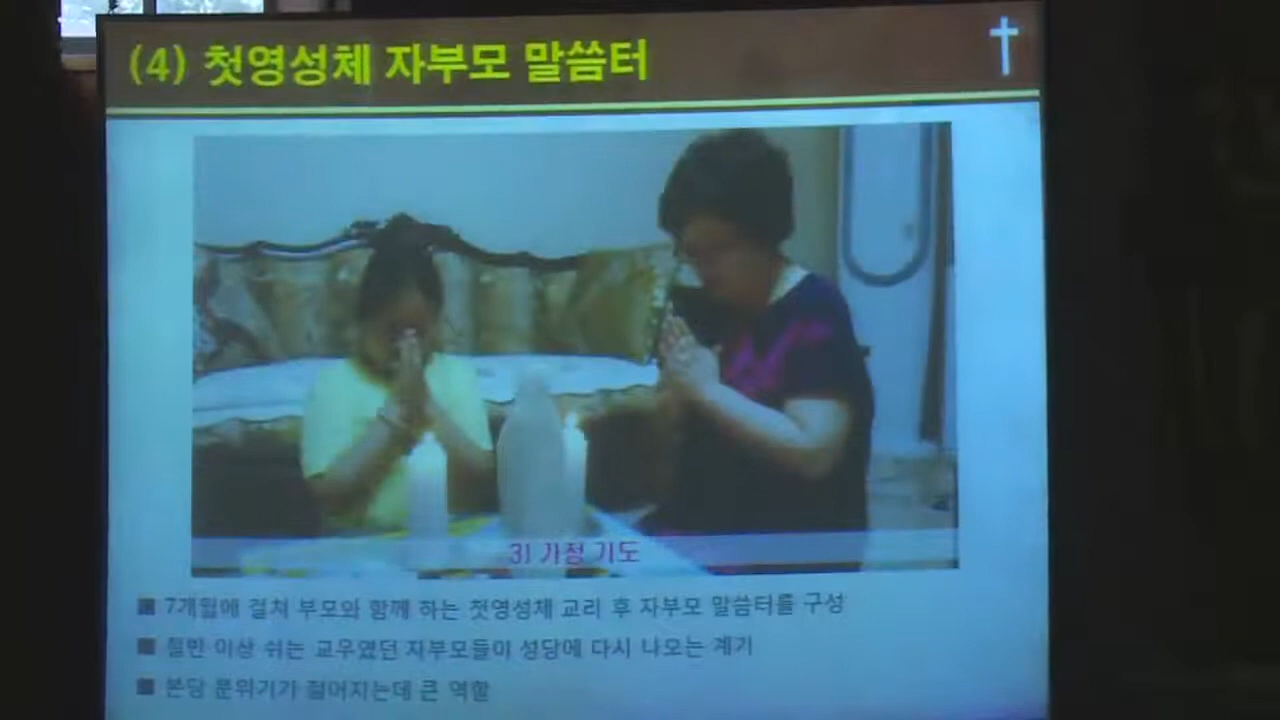 (4) 첫영성체 자부모 말씀터
3) 가정 기도
■ 7개월에 걸쳐 부모와 함께 하는 첫영성체 교리 후 자부모 말씀터를 구성
■ 절반 이상 쉬는 교우였던 자부모들이 성당에 다시 나오는 계기
■ 본당 분위기가 젊어지는데 큰 역할